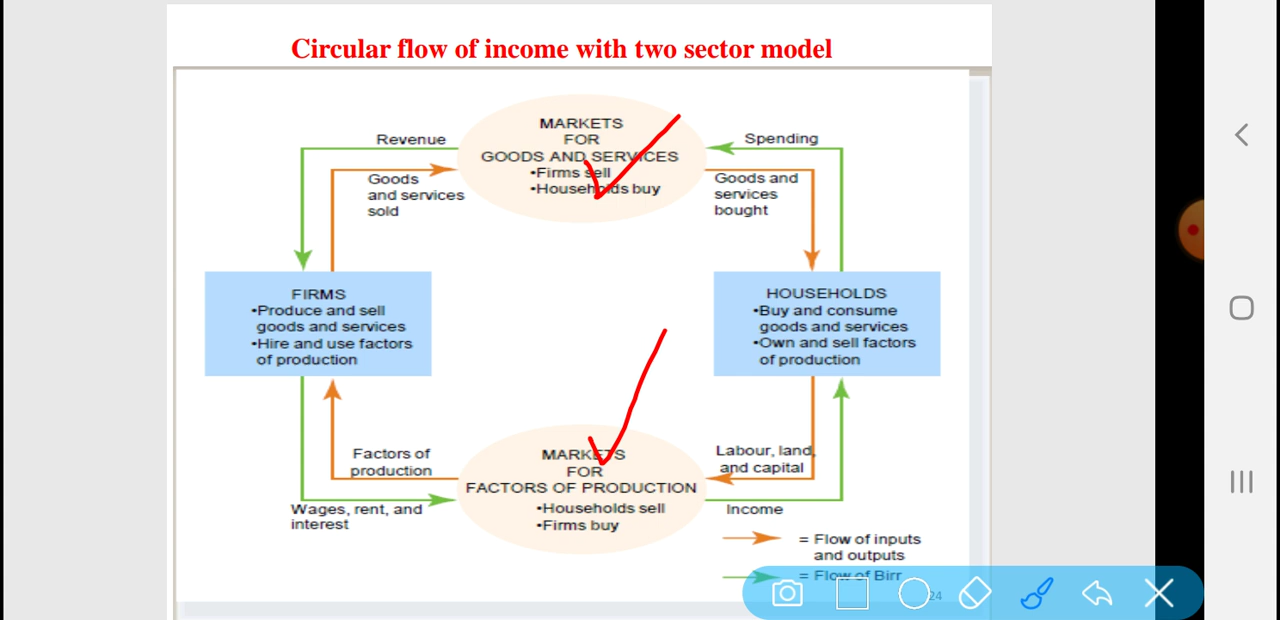 Circular flow of income with two sector model
MARKETS
FOR
GOODS AND SERVICES
•Firms sell
•Households buy
Revenue
Goods
and services
sold
Spending
Goods and
services
bought
FIRMS
•Produce and sell
goods and services
•Hire and use factors
of production
HOUSEHOLDS
•Buy and consume
goods and services
•Own and sell factors
of production
Factors of
production
Wages, rent, and
interest
MARKETS
FOR
FACTORS OF PRODUCTION
•Households sell
•Firms buy
Labour, land,
and capital
Income
= Flow of inputs
and outputs
= Flow of Birr
24